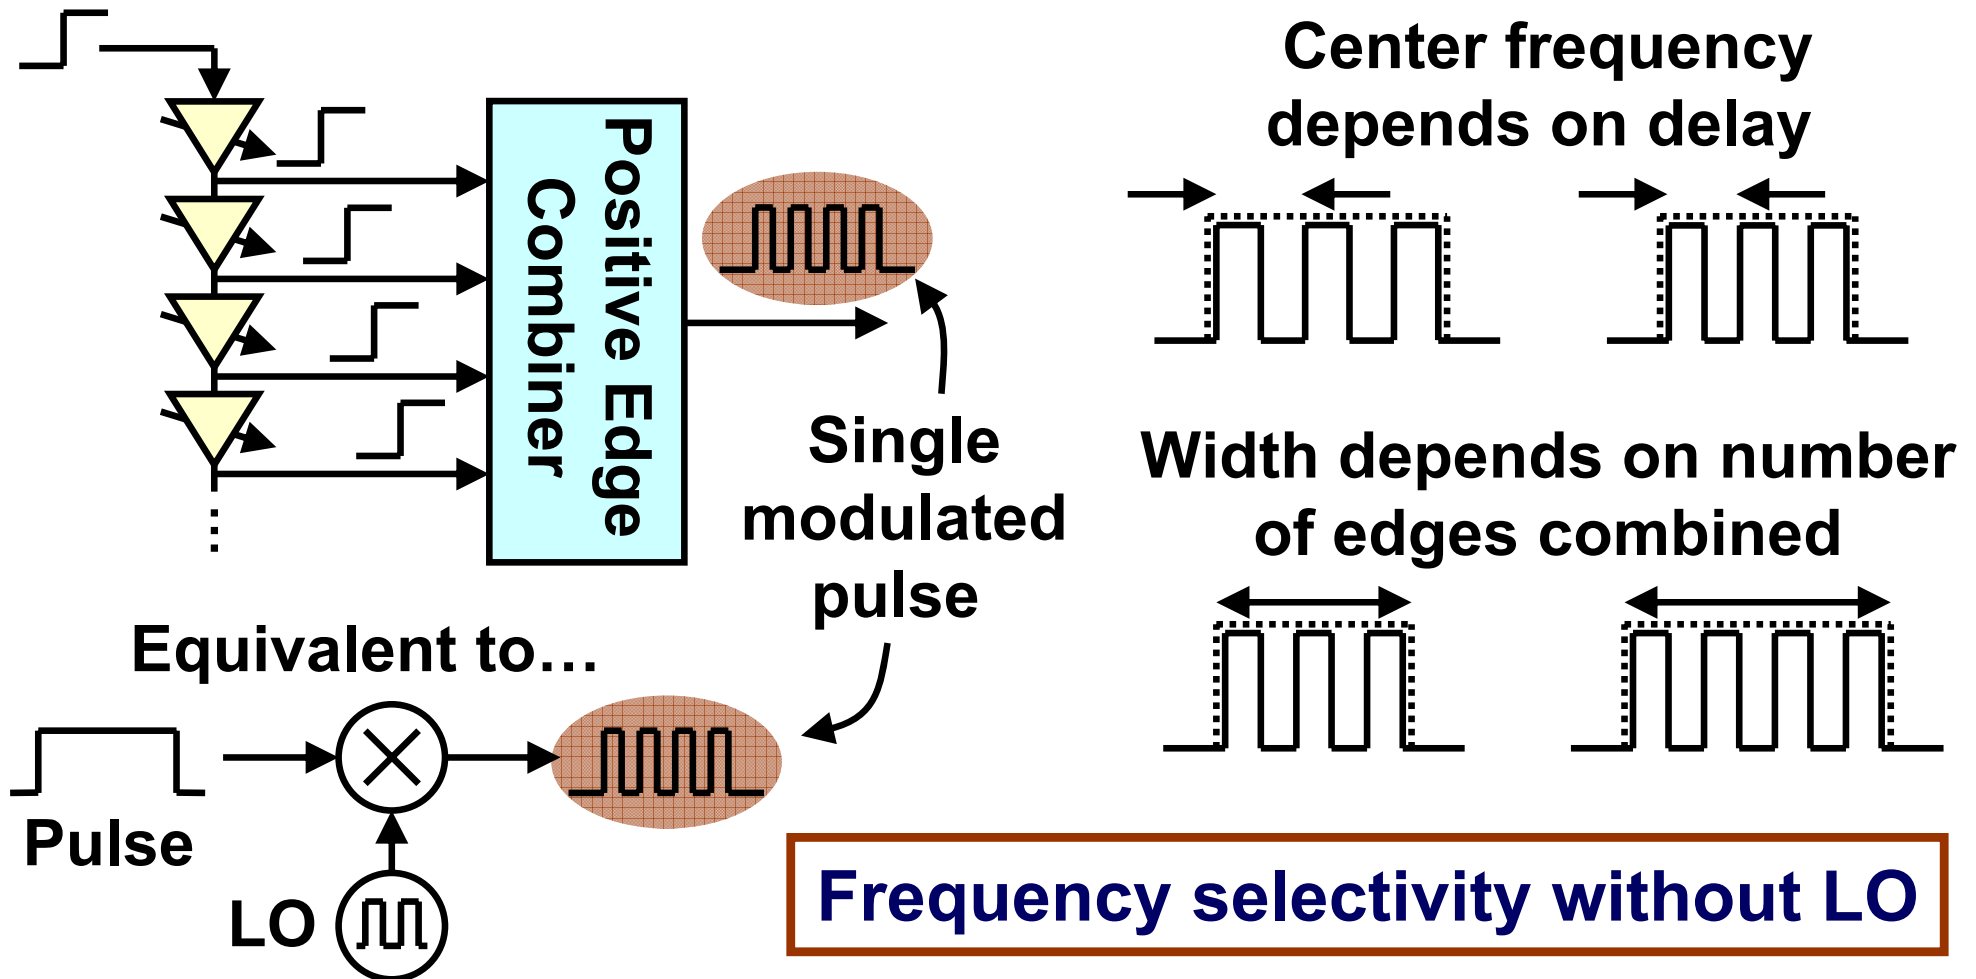 Center frequency
depends on delay
Positive Edge
Combiner
Single
modulated
pulse
Width depends on number
of edges combined
Equivalent to…
Pulse
LO
Frequency selectivity without LO